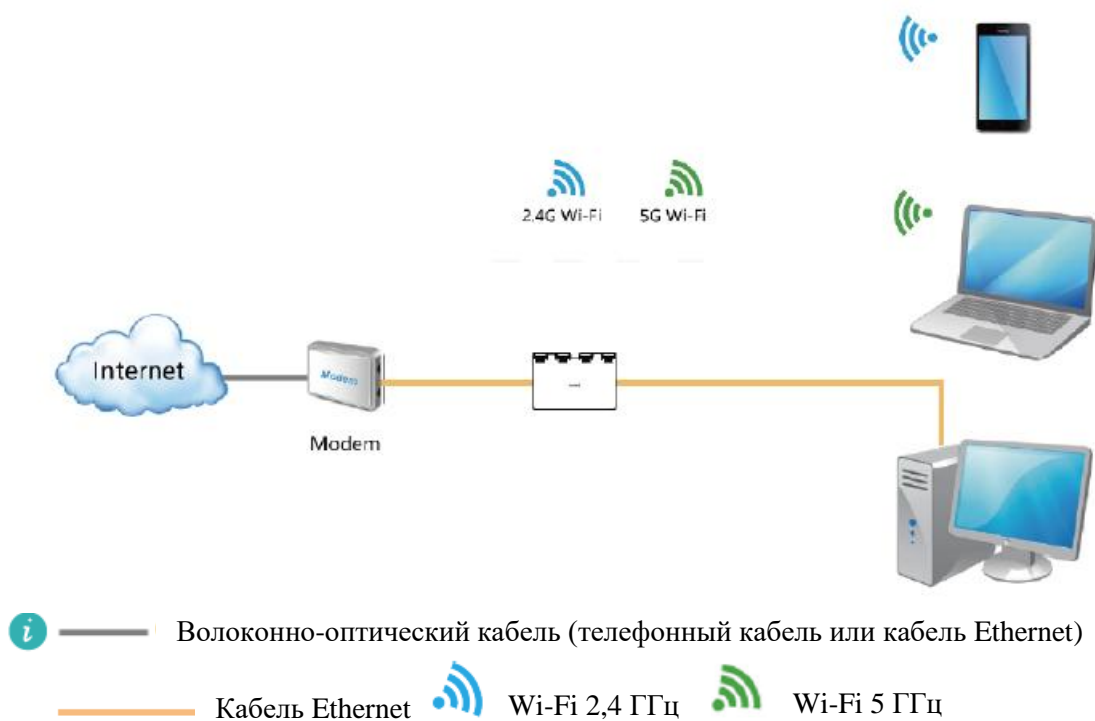 2,4G Wi-Fi 5G Wi-Fi
Internet
Modem
Modem
i Волоконно-оптический кабель (телефонный кабель или кабель Ethernet)
Кабель Ethernet Wi-Fi 2,4 ГГц Wi-Fi 5 ГГц